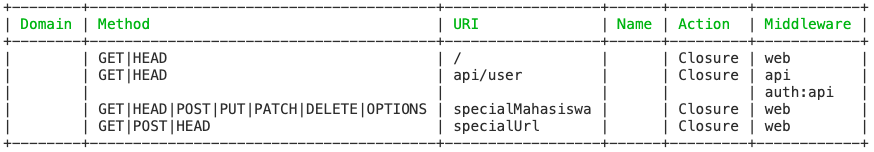 +--------+----------------------------------------+------------------+------+---------+------------+
| Domain | Method                                 | URI              | Name | Action  | Middleware |
+--------+----------------------------------------+------------------+------+---------+------------+
|        | GET|HEAD                               | /                |      | Closure | web        |
|        | GET|HEAD                               | api/user         |      | Closure | api        |
|        |                                        |                  |      |         | auth:api   |
|        | GET|HEAD|POST|PUT|PATCH|DELETE|OPTIONS | specialMahasiswa |      | Closure | web        |
|        | GET|POST|HEAD                          | specialUrl       |      | Closure | web        |
+--------+----------------------------------------+------------------+------+---------+------------+